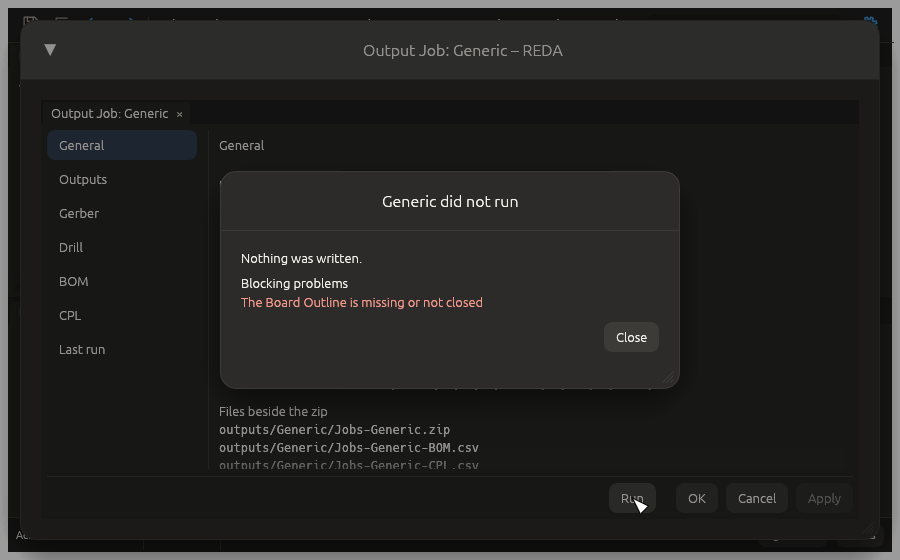 Output Job: Generic – REDA
Output Job: Generic ×
General
Outputs
Gerber
Drill
BOM
CPL
Last run
General
Generic did not run
Nothing was written.
Blocking problems
The Board Outline is missing or not closed
Close
Files beside the zip
outputs/Generic/Jobs-Generic.zip
outputs/Generic/Jobs-Generic-BOM.csv
outputs/Generic/Jobs-Generic-CPL.csv
Run
OK
Cancel
Apply